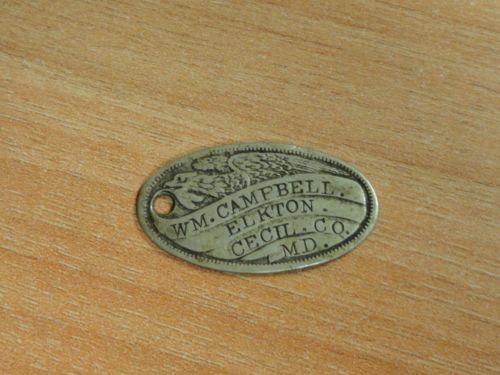 WM. CAMPBELL.
ELKTON.
CECIL. CO.
MD.